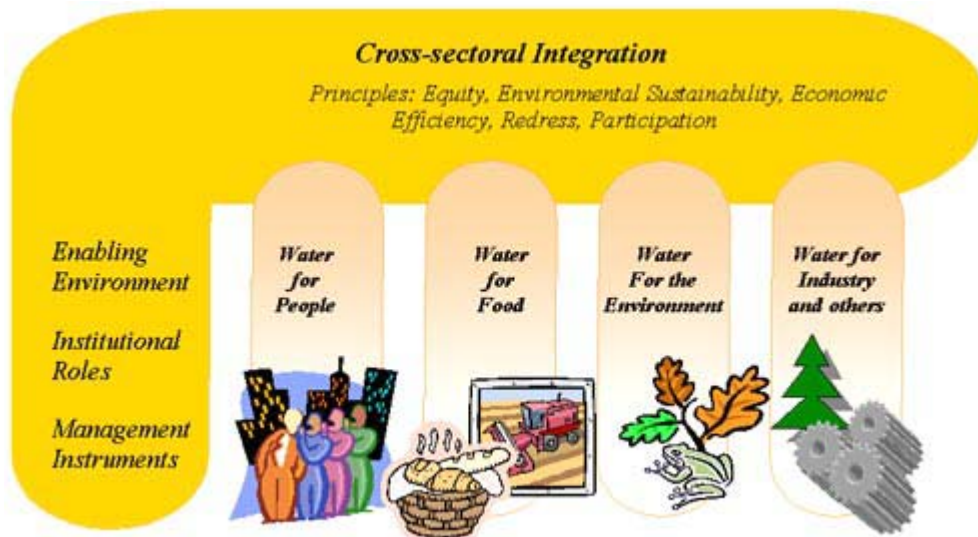 Cross-sectoral Integration
Principles: Equity, Environmental Sustainability, Economic
Efficiency, Redress, Participation
Enabling
Environment
Institutional
Roles
Management
Instruments
Water
for
People
Water
for
Food
Water
For the
Environment
Water for
Industry
and others